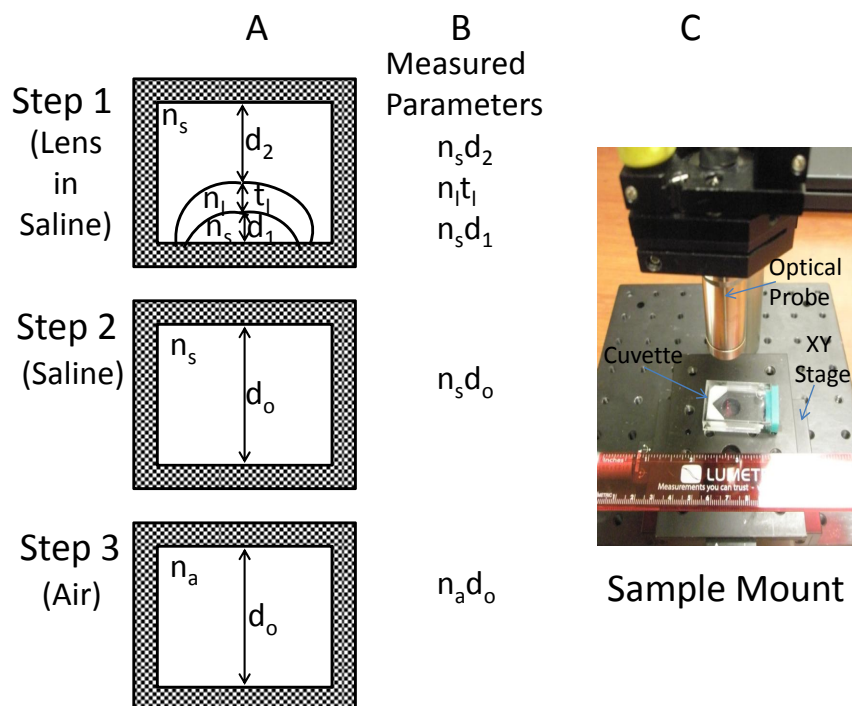 A
B
C
Step 1
(Lens
in
Saline)
n_s
d_2
n_l
t_l
n_s
d_1
Measured
Parameters
n_sd_2
n_lt_l
n_sd_1
Step 2
(Saline)
n_s
d_o
n_sd_o
Step 3
(Air)
n_a
d_o
n_ad_o
Optical
Probe
XY
Stage
Cuvette
LUMET
Measurements you can trust
Sample Mount